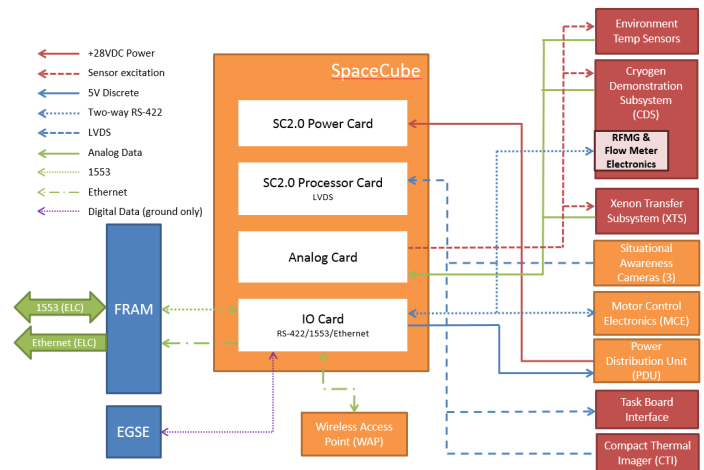 +28VDC Power
Sensor excitation
5V Discrete
Two-way RS-422
LVDS
Analog Data
1553
Ethernet
Digital Data (ground only)
SpaceCube
SC2.0 Power Card
SC2.0 Processor Card
LVDS
Analog Card
IO Card
RS-422/1553/Ethernet
FRAM
1553 (ELC)
Ethernet (ELC)
EGSE
Wireless Access
Point (WAP)
Environment
Temp Sensors
Cryogen
Demonstration
Subsystem
(CDS)
RFMG &
Flow Meter
Electronics
Xenon Transfer
Subsystem (XTS)
Situational
Awareness
Cameras (3)
Motor Control
Electronics (MCE)
Power
Distribution Unit
(PDU)
Task Board
Interface
Compact Thermal
Imager (CTI)